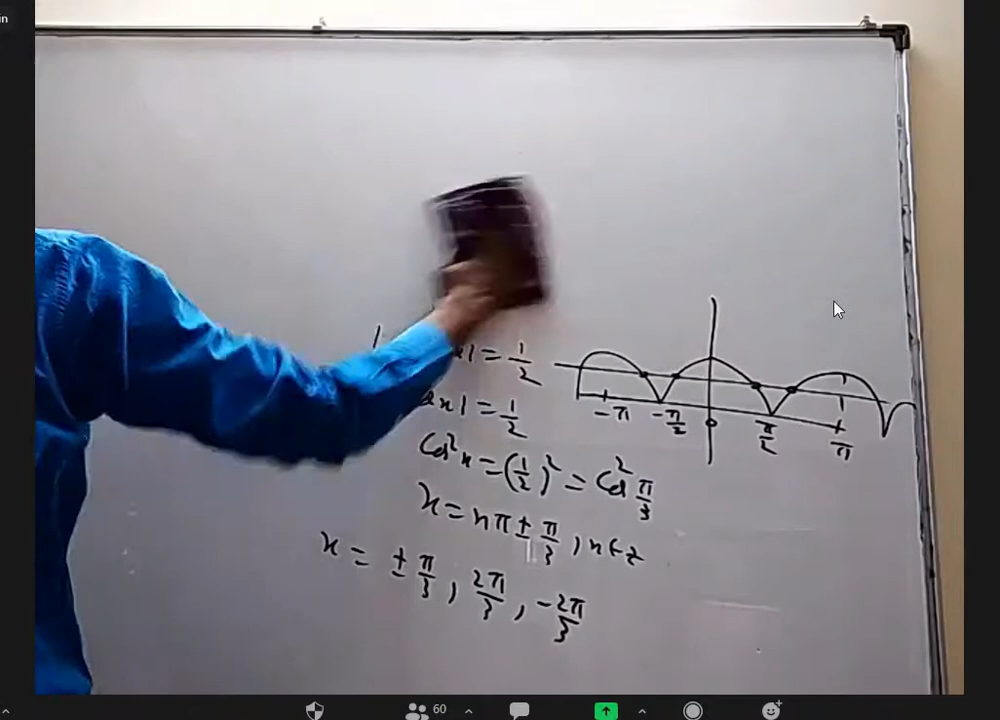 in
| = 1/2
x| = 1/2
Cos²x = (1/2)² = Cos² π/3
x = nπ ± π/3, n ∈ z
x = ± π/3, 2π/3, -2π/3
-π -π/2 0 π/2 π
60